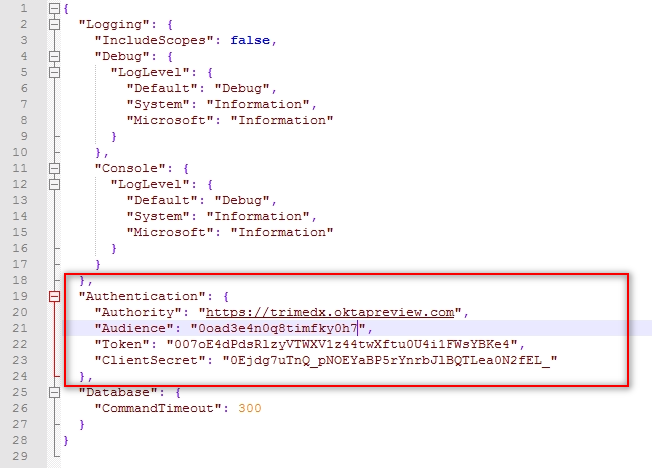 1 {
2 "Logging": {
3 "IncludeScopes": false,
4 "Debug": {
5 "LogLevel": {
6 "Default": "Debug",
7 "System": "Information",
8 "Microsoft": "Information"
9 }
10 },
11 "Console": {
12 "LogLevel": {
13 "Default": "Debug",
14 "System": "Information",
15 "Microsoft": "Information"
16 }
17 }
18 },
19 "Authentication": {
20 "Authority": "https://trimedx.oktapreview.com",
21 "Audience": "0oad3e4n0q8timfky0h7",
22 "Token": "007oE4dPdsRlzyVTWXV1z44twXftu0U4i1FWsYBKe4",
23 "ClientSecret": "0Ejdg7uTnQ_pNOEYaBP5rYnrbJlBQTLea0N2fEL_"
24 },
25 "Database": {
26 "CommandTimeout": 300
27 }
28 }
29